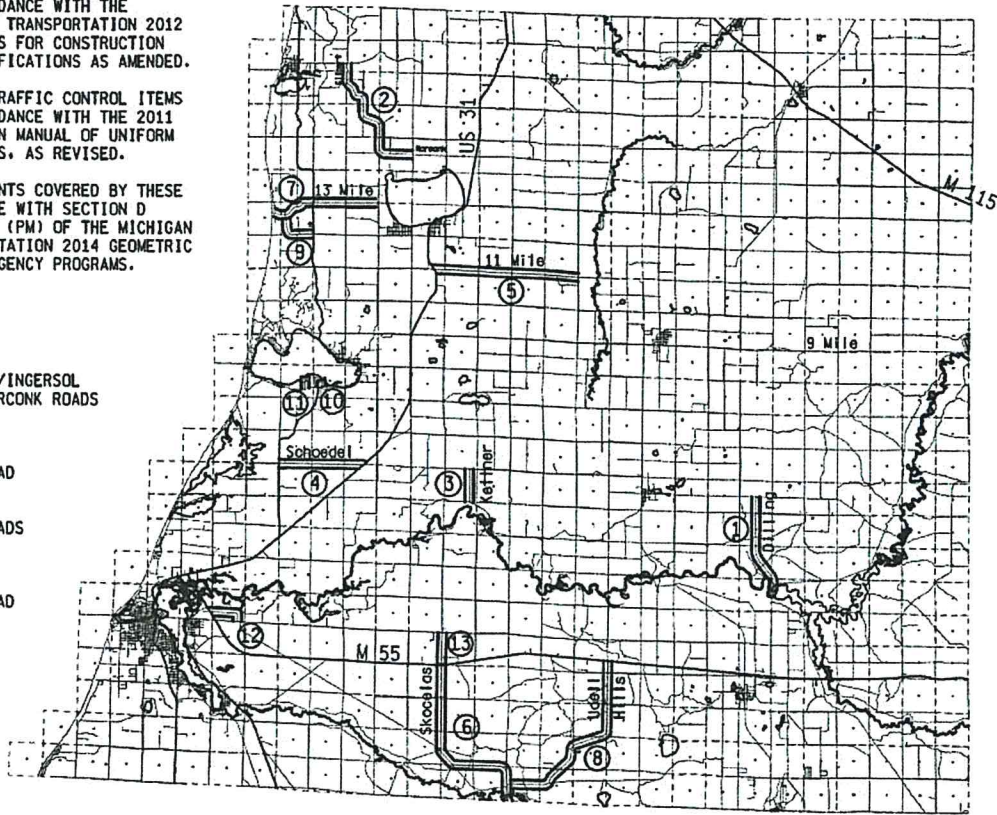 DANCE WITH THE
TRANSPORTATION 2012
S FOR CONSTRUCTION
FICATIONS AS AMENDED.
RAFFIC CONTROL ITEMS
DANCE WITH THE 2011
N MANUAL OF UNIFORM
S. AS REVISED.
NTS COVERED BY THESE
E WITH SECTION D
(PM) OF THE MICHIGAN
TATION 2014 GEOMETRIC
GENCY PROGRAMS.
/INGERSOL
RCONK ROADS
AD
ADS
AD
2
US 31
M 115
7
13 Mile
9
11 Mile
5
9 Mile
11
10
Schoedel
4
3
Kettner
1
Dilling
12
M 55
13
Skocelas
6
Udell
Hills
8